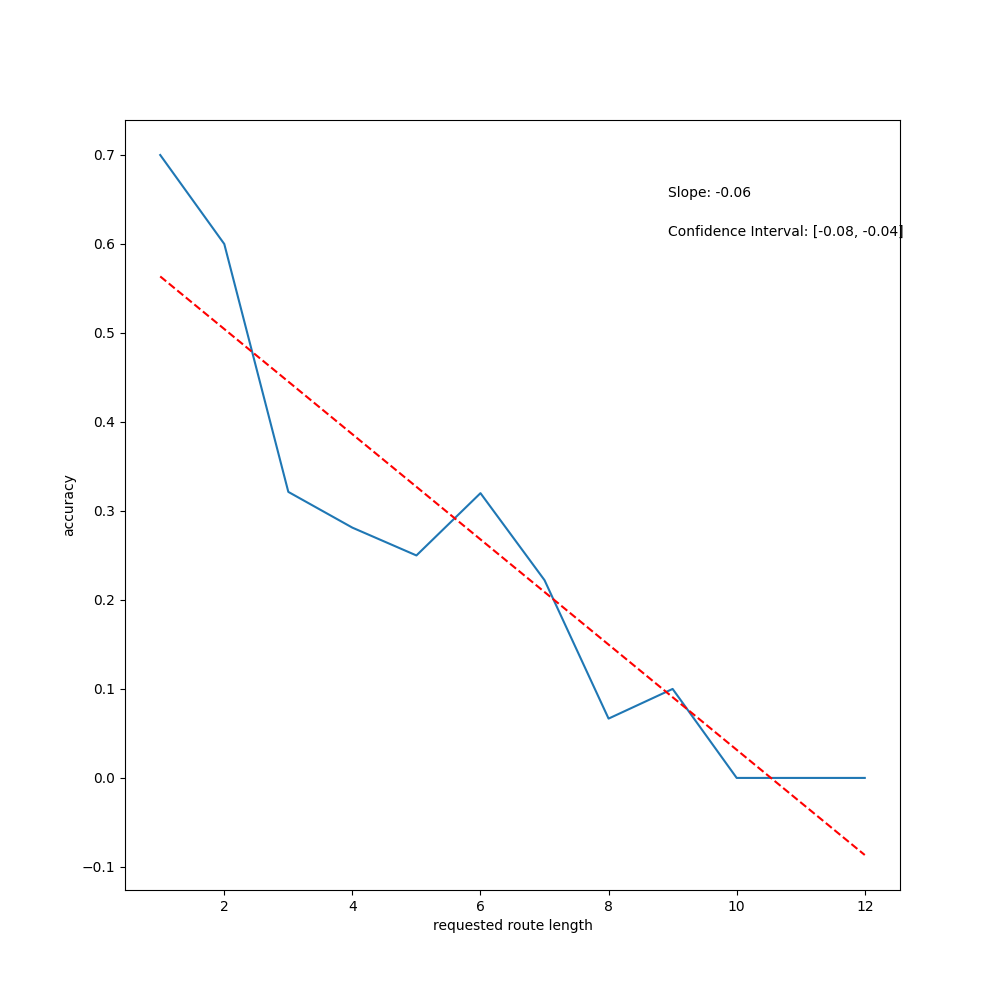 0.7
0.6
0.5
0.4
0.3
0.2
0.1
0.0
−0.1
accuracy
Slope: -0.06
Confidence Interval: [-0.08, -0.04]
2 4 6 8 10 12
requested route length